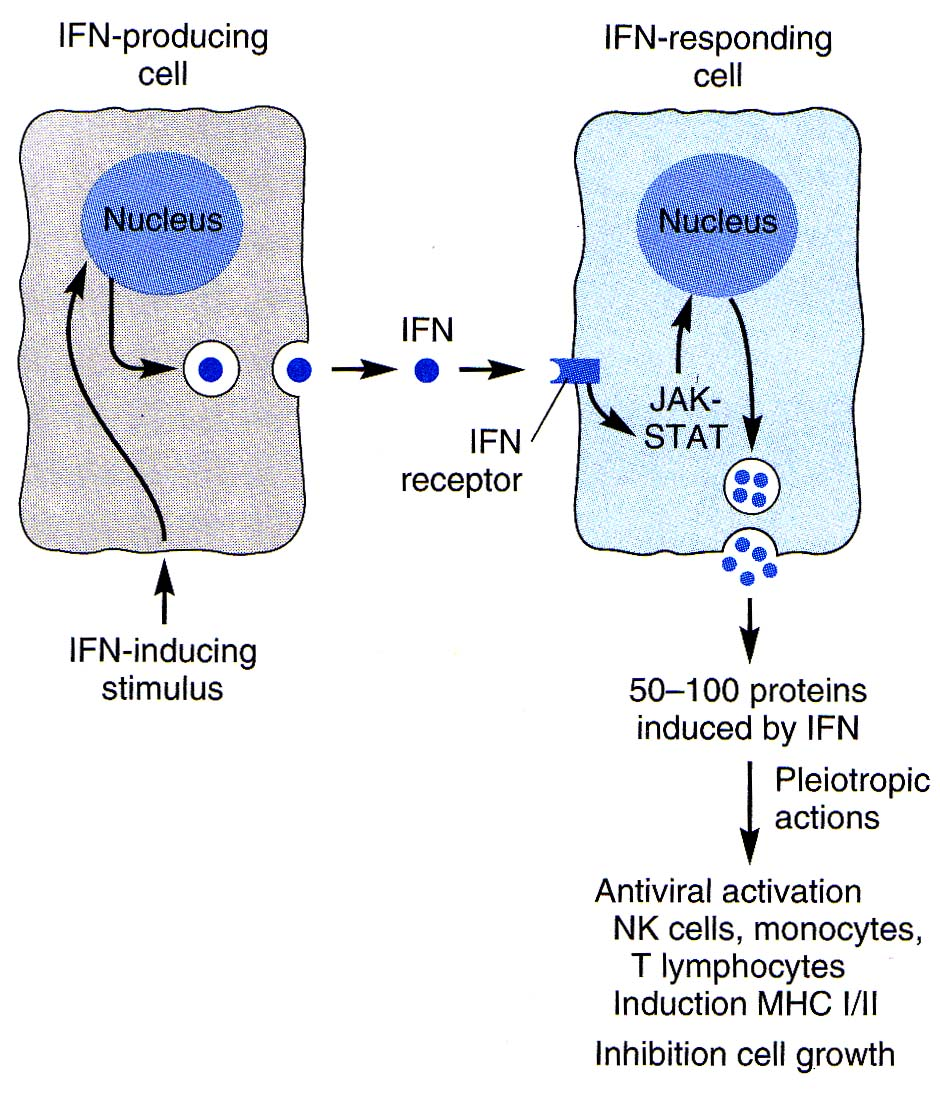 IFN-producing
cell
IFN-responding
cell
Nucleus
Nucleus
IFN
JAK-
STAT
IFN
receptor
IFN-inducing
stimulus
50–100 proteins
induced by IFN
Pleiotropic
actions
Antiviral activation
NK cells, monocytes,
T lymphocytes
Induction MHC I/II
Inhibition cell growth